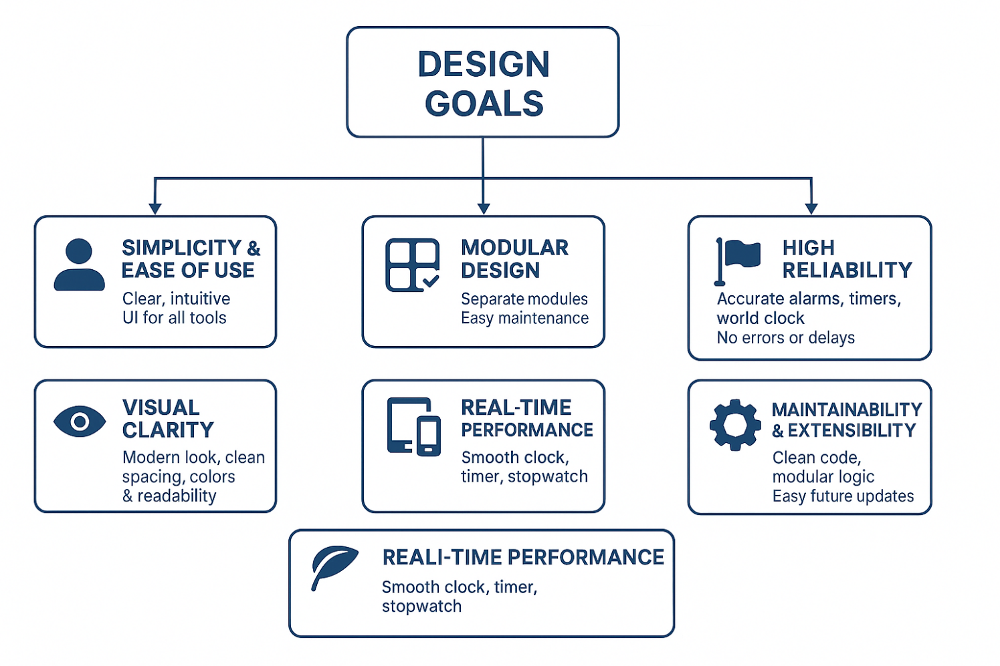 DESIGN
GOALS
SIMPLICITY &
EASE OF USE
Clear, intuitive
UI for all tools
MODULAR
DESIGN
Separate modules
Easy maintenance
HIGH
RELIABILITY
Accurate alarms, timers,
world clock
No errors or delays
VISUAL
CLARITY
Modern look, clean
spacing, colors
& readability
REAL-TIME
PERFORMANCE
Smooth clock,
timer, stopwatch
MAINTAINABILITY
& EXTENSIBILITY
Clean code,
modular logic
Easy future updates
REALI-TIME PERFORMANCE
Smooth clock, timer,
stopwatch